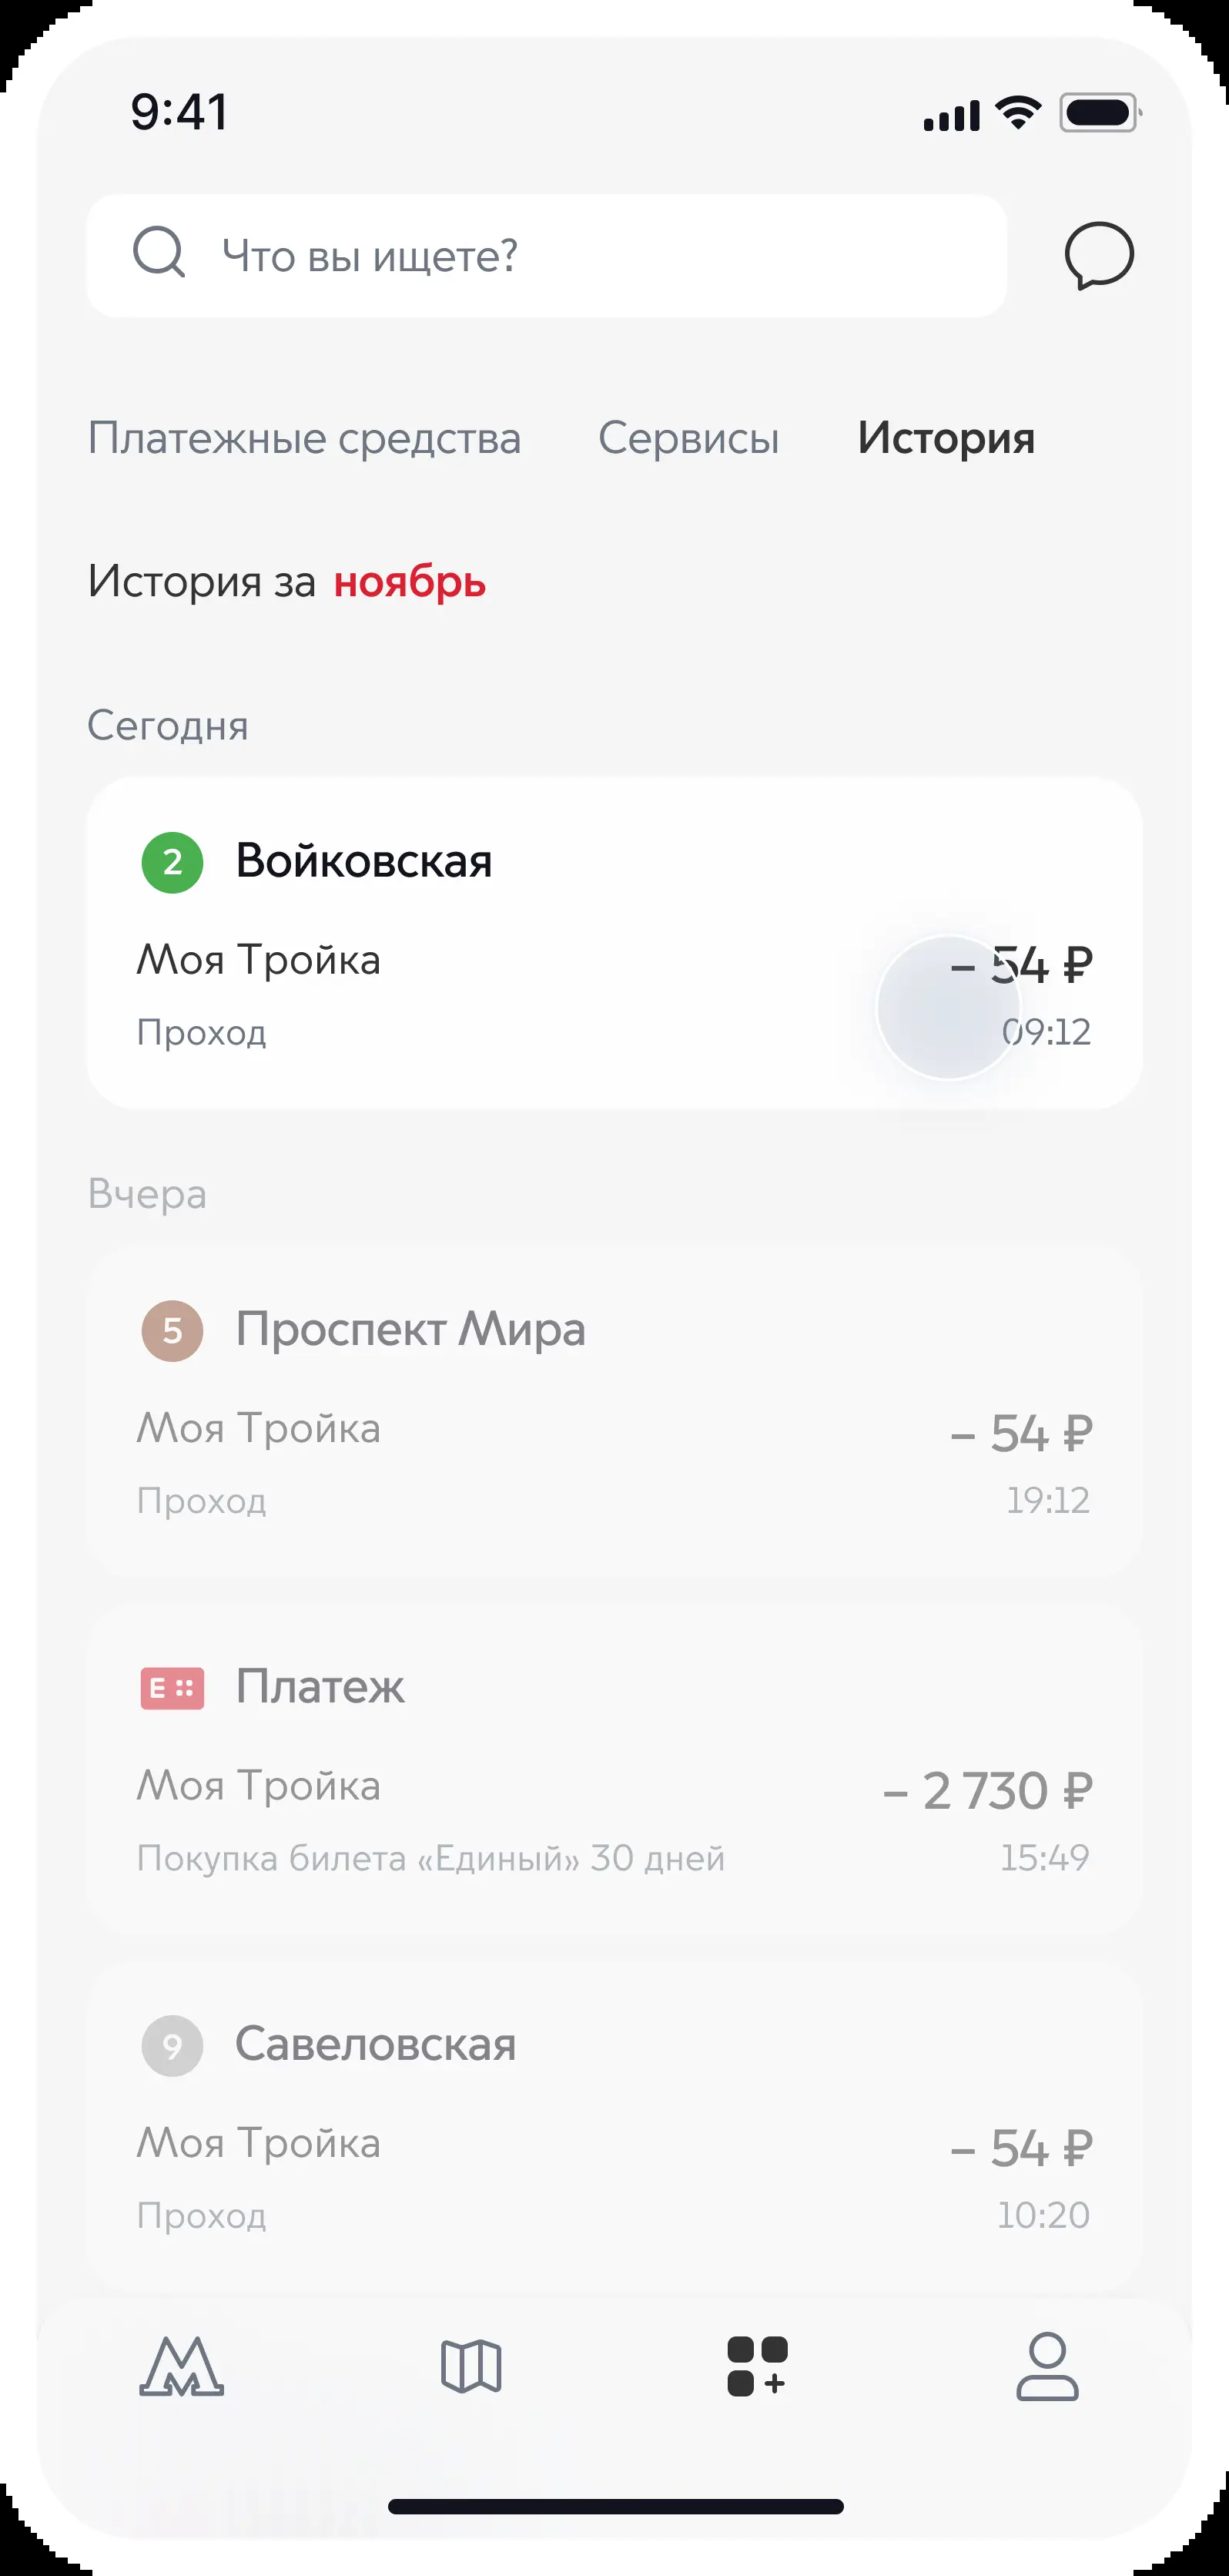 9:41
Что вы ищете?
Платежные средства Сервисы История
История за ноябрь
Сегодня
2 Войковская
Моя Тройка – 54 ₽
Проход 09:12
Вчера
5 Проспект Мира
Моя Тройка – 54 ₽
Проход 19:12
Е Платеж
Моя Тройка – 2 730 ₽
Покупка билета «Единый» 30 дней 15:49
9 Савеловская
Моя Тройка – 54 ₽
Проход 10:20